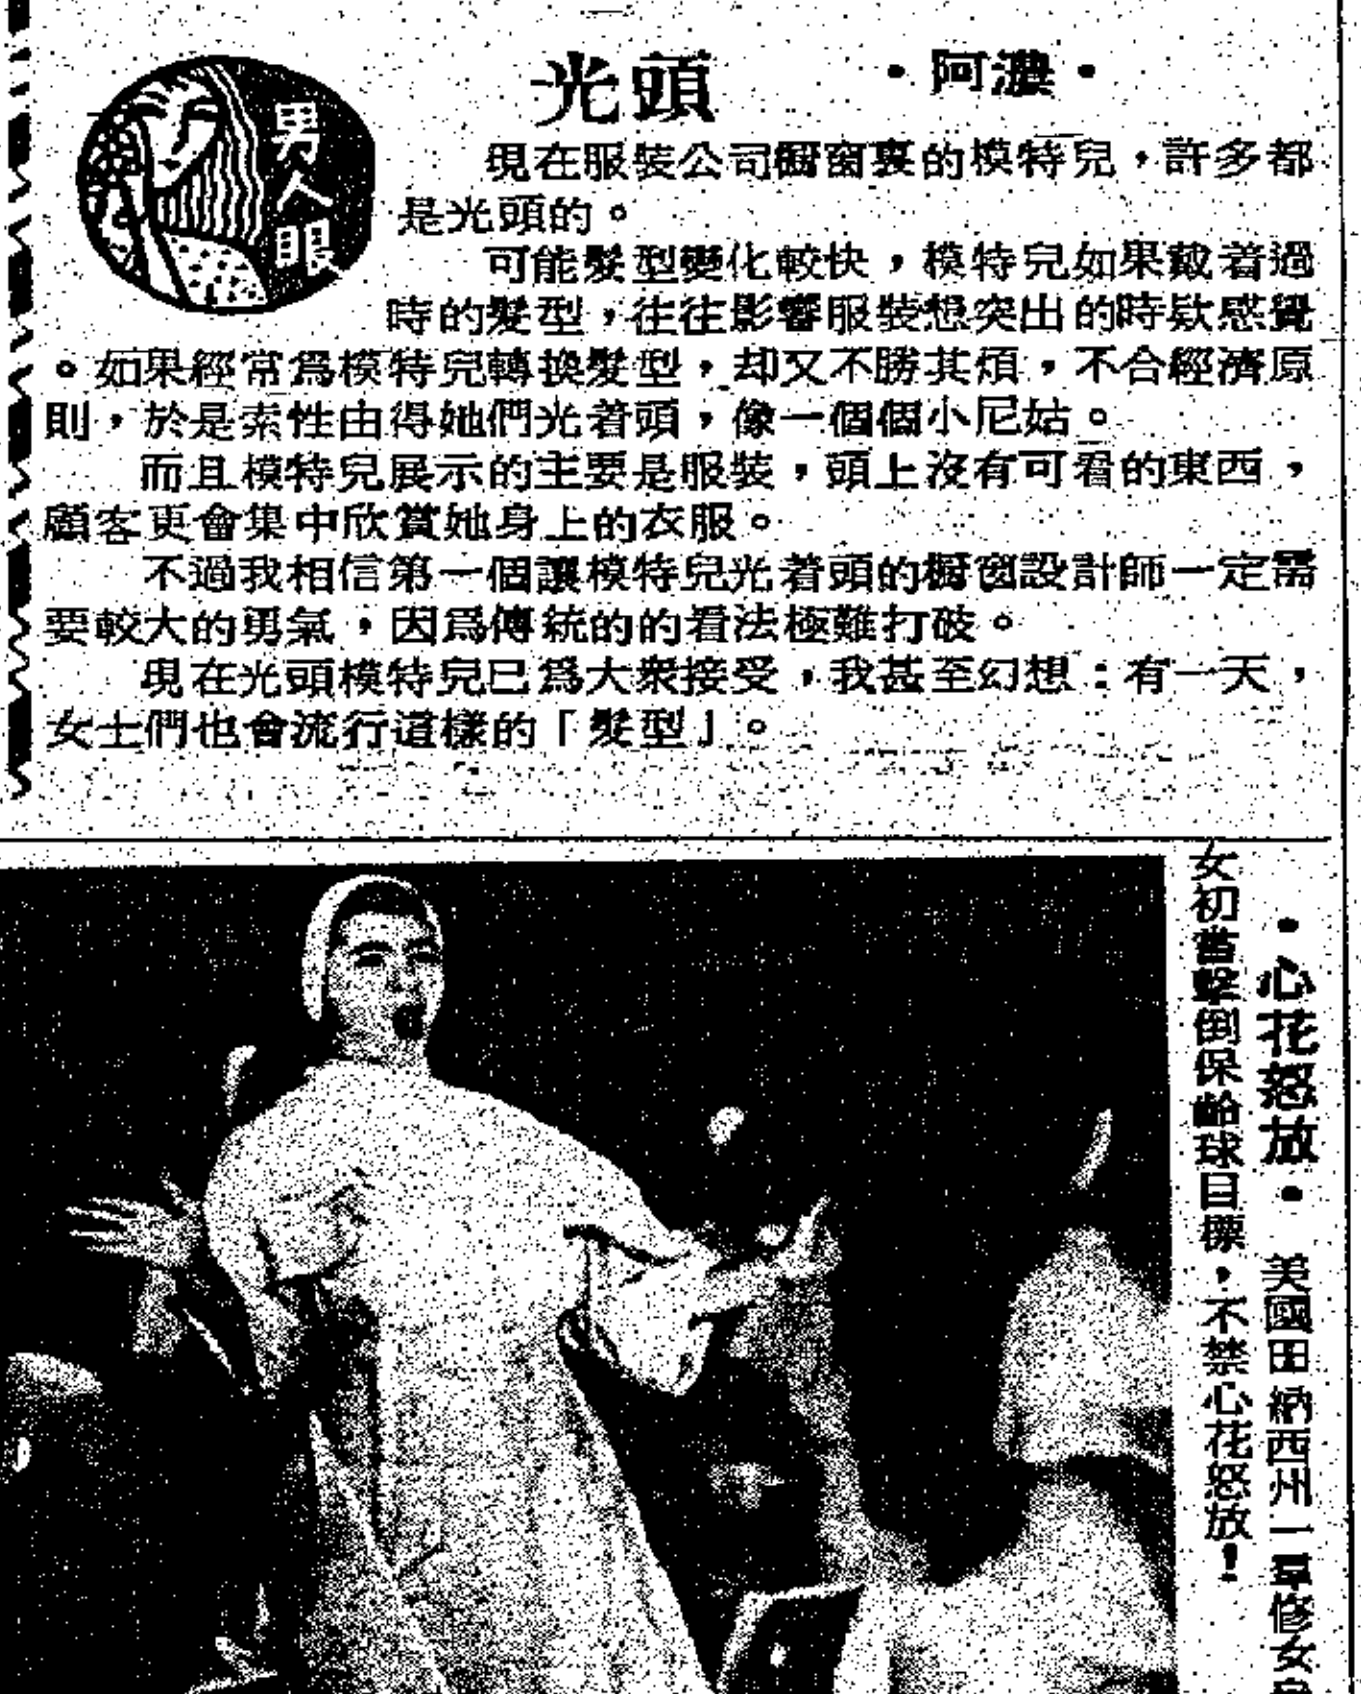 光頭
・阿濃・
男人眼
現在服裝公司櫥窗裏的模特兒，許多都
是光頭的。
可能髮型變化較快，模特兒如果戴着過
時的髮型，往往影響服裝想突出的時款感覺
。如果經常爲模特兒轉換髮型，却又不勝其煩，不合經濟原
則，於是索性由得她們光着頭，像一個個小尼姑。
而且模特兒展示的主要是服裝，頭上沒有可看的東西，
顧客更會集中欣賞她身上的衣服。
不過我相信第一個讓模特兒光着頭的櫥窗設計師一定需
要較大的勇氣，因爲傳統的的看法極難打破。
現在光頭模特兒已爲大衆接受，我甚至幻想：有一天，
女士們也會流行這樣的「髮型」。
・心花怒放・ 美國田納西州一羣修女
女初嘗擊倒保齡球目標，不禁心花怒放！